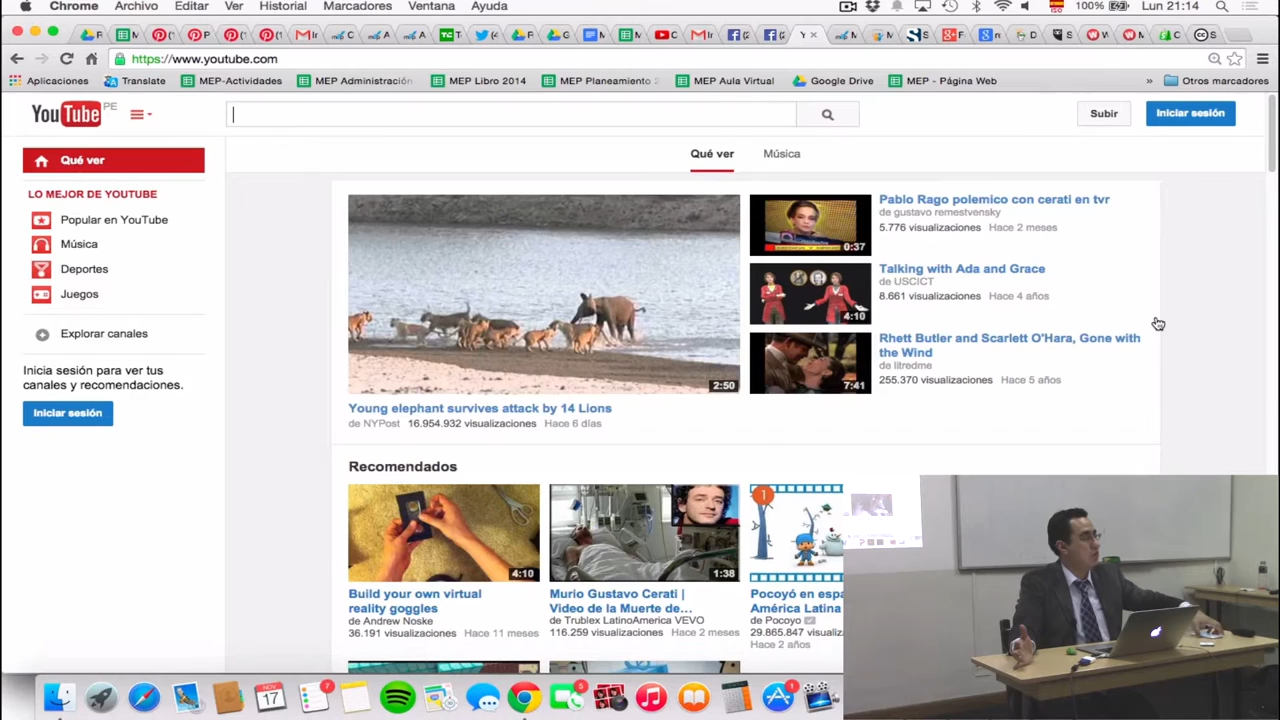 Chrome Archivo Editar Ver Historial Marcadores Ventana Ayuda 100% Lun 21:14
https://www.youtube.com
Aplicaciones Translate MEP-Actividades MEP Administración MEP Libro 2014 MEP Planeamiento 2 MEP Aula Virtual Google Drive MEP - Página Web » Otros marcadores
YouTube PE Subir Iniciar sesión
Qué ver Música
Qué ver
LO MEJOR DE YOUTUBE
Popular en YouTube
Música
Deportes
Juegos
Explorar canales
Inicia sesión para ver tus
canales y recomendaciones.
Iniciar sesión
2:50
Young elephant survives attack by 14 Lions
de NYPost 16.954.932 visualizaciones Hace 6 días
0:37
Pablo Rago polemico con cerati en tvr
de gustavo remestvensky
5.776 visualizaciones Hace 2 meses
4:10
Talking with Ada and Grace
de USCICT
8.661 visualizaciones Hace 4 años
7:41
Rhett Butler and Scarlett O'Hara, Gone with
the Wind
de litredme
255.370 visualizaciones Hace 5 años
Recomendados
4:10
Build your own virtual
reality goggles
de Andrew Noske
36.191 visualizaciones Hace 11 meses
1:38
Murio Gustavo Cerati |
Video de la Muerte de...
de Trublex LatinoAmerica VEVO
116.259 visualizaciones Hace 2 meses
1
Pocoyó en espa
América Latina
de Pocoyo
29.865.847 visualiz
Hace 2 años
NOV
17
7
5
1